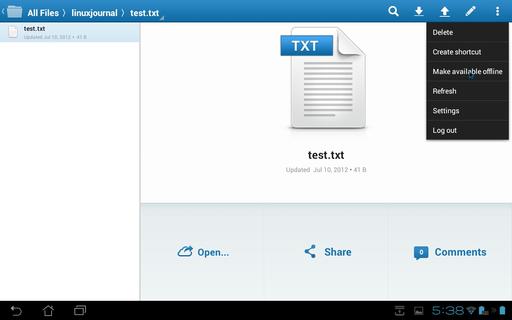 All Files linuxjournal test.txt
test.txt
Updated Jul 10, 2012 • 41 B
TXT
test.txt
Updated Jul 10, 2012 • 41 B
Delete
Create shortcut
Make available offline
Refresh
Settings
Log out
Open...
Share
0 Comments
5:38